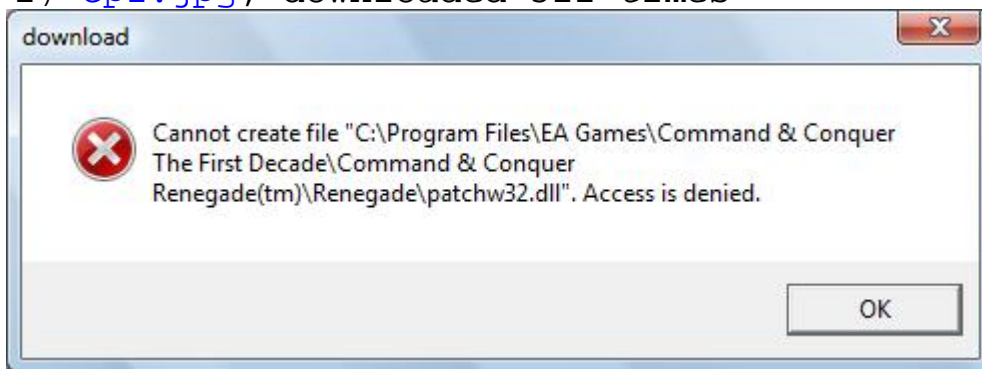 download
Cannot create file "C:\Program Files\EA Games\Command & Conquer
The First Decade\Command & Conquer
Renegade(tm)\Renegade\patchw32.dll". Access is denied.
OK